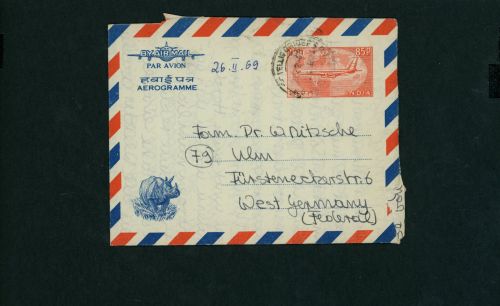 BY AIR MAIL
PAR AVION
हवाई पत्र
AEROGRAMME
26.II.69
85P
INDIA
Fam. Dr. W. Nitzsche
(79) Ulm
Fürsteneckerstr. 6
West Germany
(Federal)